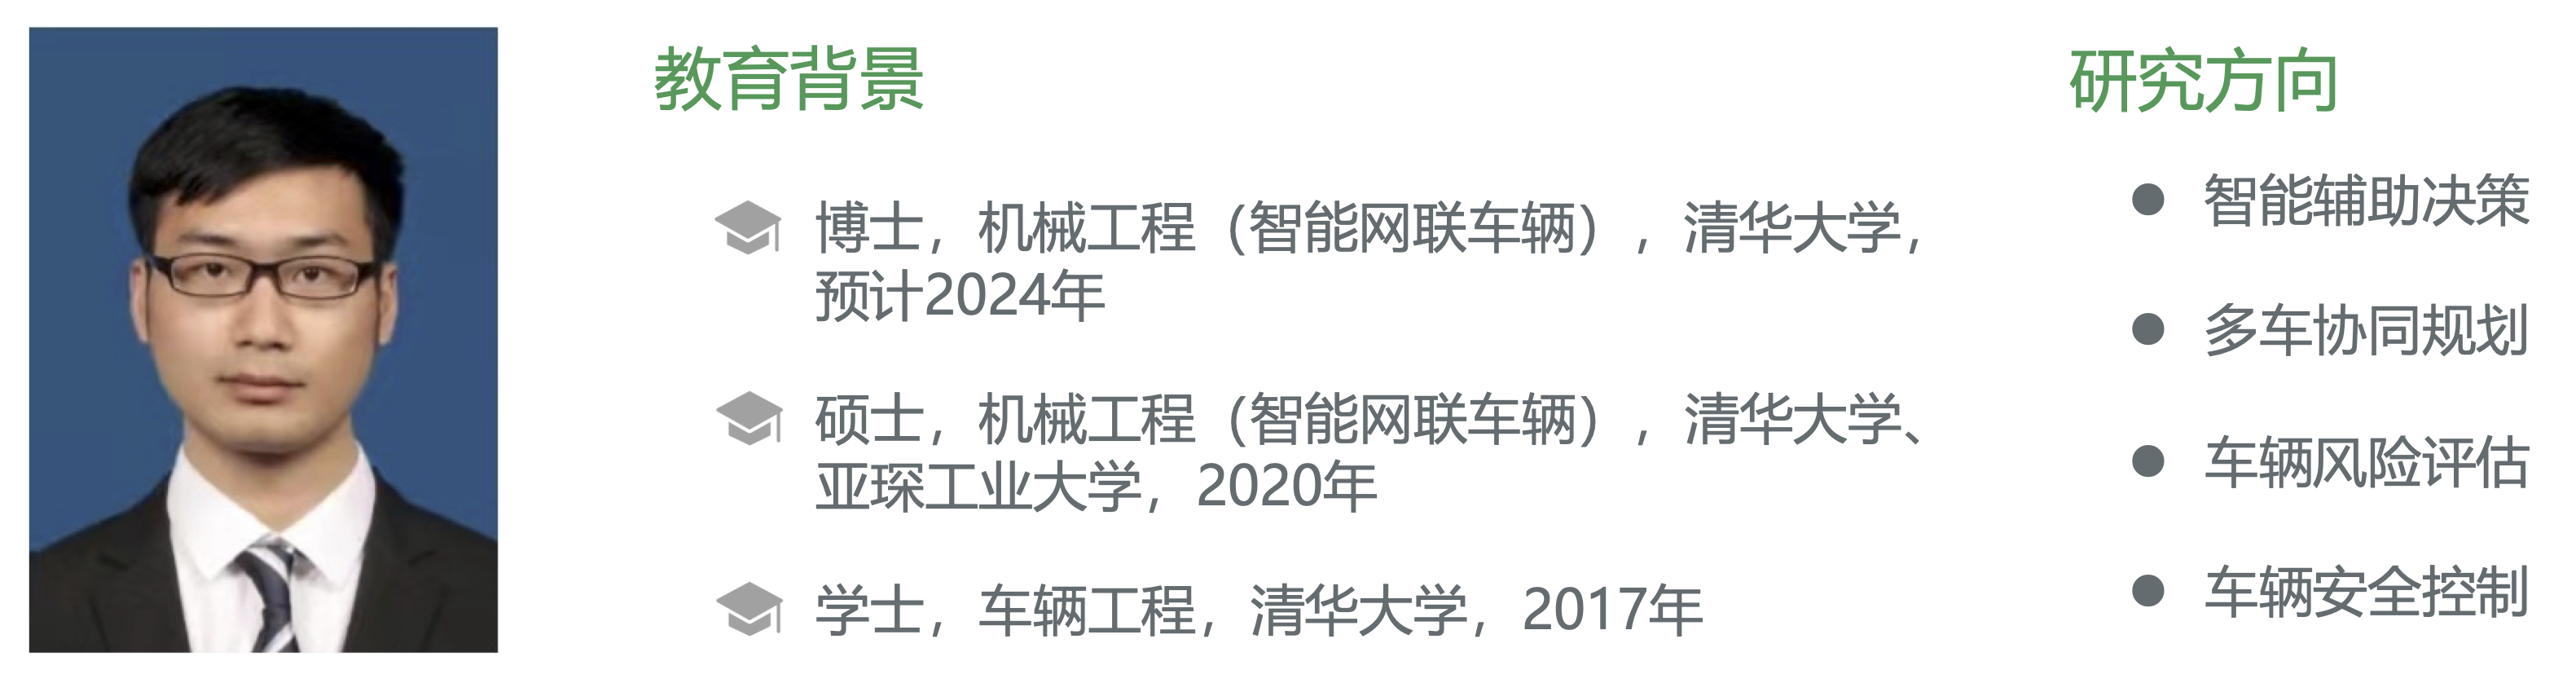 教育背景
博士，机械工程（智能网联车辆），清华大学，
预计2024年
硕士，机械工程（智能网联车辆），清华大学、
亚琛工业大学，2020年
学士，车辆工程，清华大学，2017年
研究方向
智能辅助决策
多车协同规划
车辆风险评估
车辆安全控制